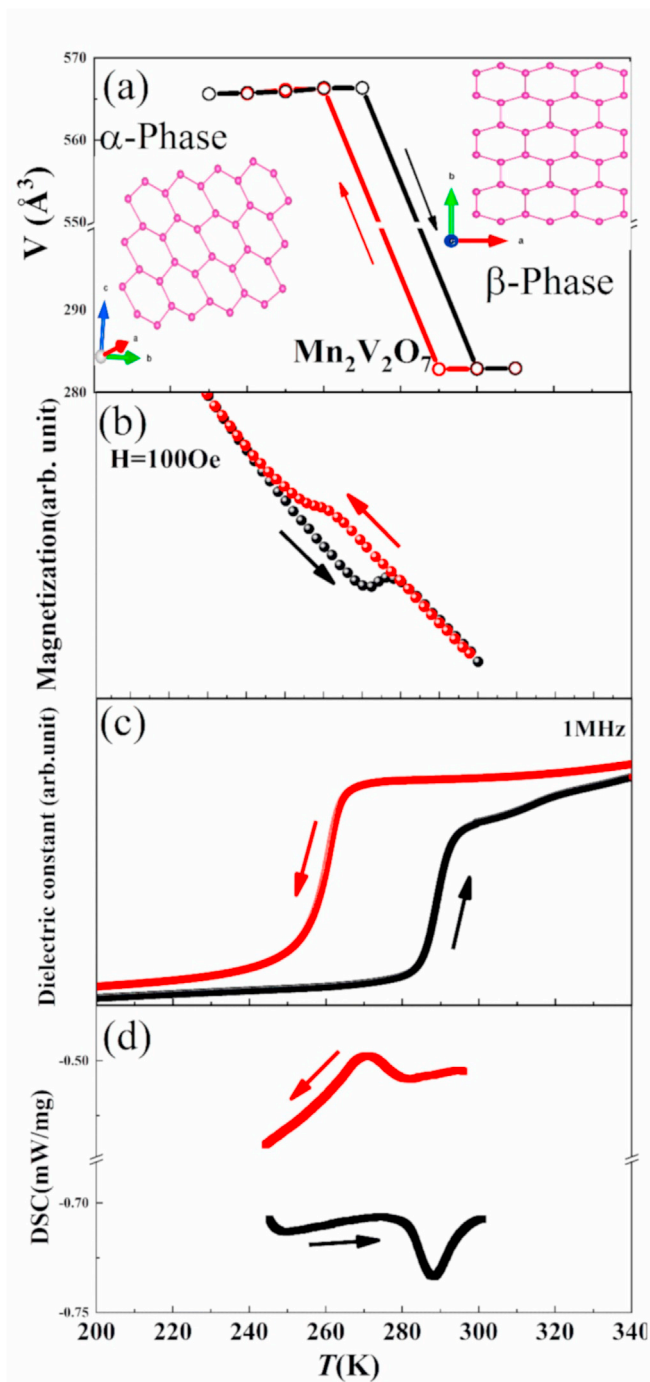 (a)
570
565
550
290
280
V (Å³)
α-Phase
β-Phase
Mn₂V₂O₇
c
a
b
b
a
(b)
H=100Oe
Magnetization(arb. unit)
(c)
1MHz
Dielectric constant (arb.unit)
(d)
-0.50
-0.70
-0.75
DSC(mW/mg)
200 220 240 260 280 300 320 340
T(K)